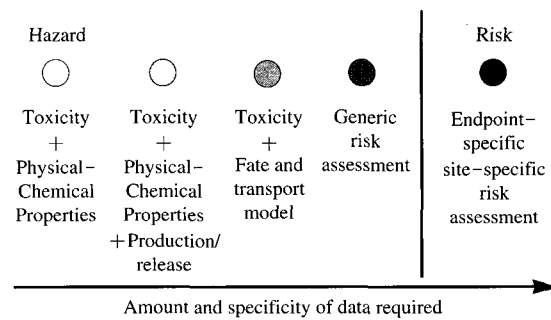 Hazard
Risk
Toxicity
+
Physical–
Chemical
Properties
Toxicity
+
Physical–
Chemical
Properties
+Production/
release
Toxicity
+
Fate and
transport
model
Generic
risk
assessment
Endpoint–
specific
site–specific
risk
assessment
Amount and specificity of data required